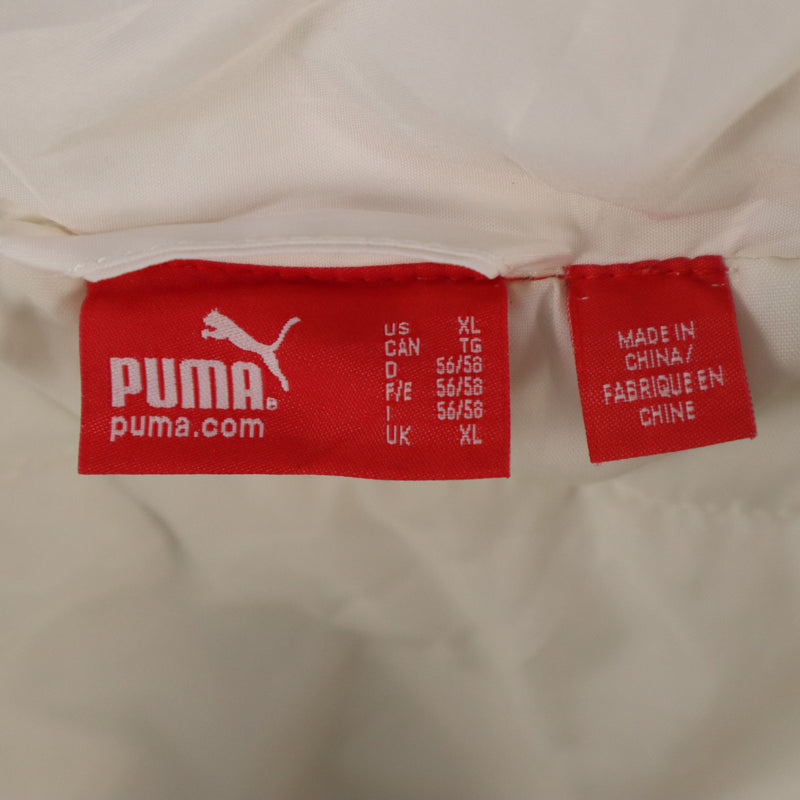 PUMA®
puma.com
US XL
CAN TG
D 56/58
F/E 56/58
I 56/58
UK XL
MADE IN
CHINA/
FABRIQUE EN
CHINE